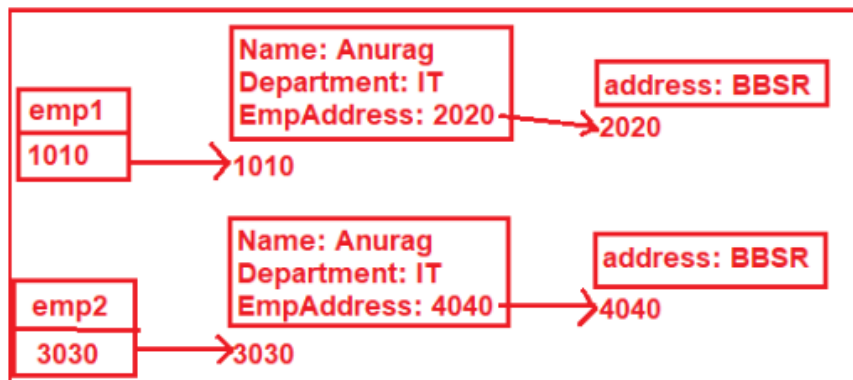 Name: Anurag
Department: IT
EmpAddress: 2020
address: BBSR
2020
emp1
1010
1010
Name: Anurag
Department: IT
EmpAddress: 4040
address: BBSR
4040
emp2
3030
3030